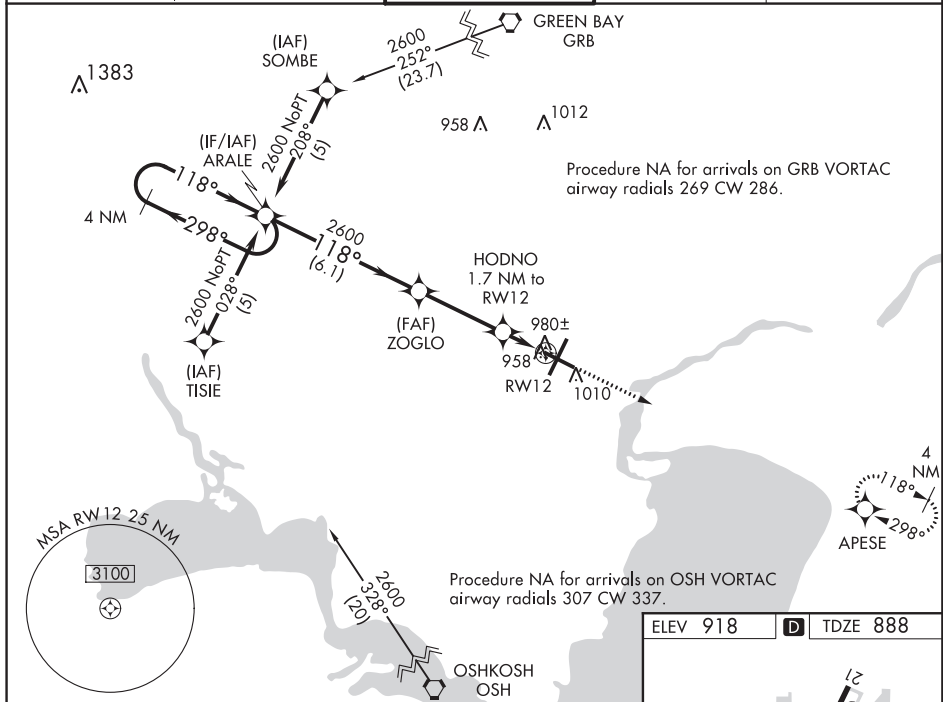 GREEN BAY
GRB
2600
252°
(23.7)
(IAF)
SOMBE
1383
958
1012
2600 NoPT
208°
(5)
(IF/IAF)
ARALE
Procedure NA for arrivals on GRB VORTAC
airway radials 269 CW 286.
118°
4 NM
298°
2600
118°
(6.1)
2600 NoPT
028°
(5)
HODNO
1.7 NM to
RW12
(FAF)
ZOGLO
980±
958
RW12
1010
(IAF)
TISIE
4
NM
118°
298°
APESE
MSA RW12 25 NM
3100
2600
328°
(20)
Procedure NA for arrivals on OSH VORTAC
airway radials 307 CW 337.
OSHKOSH
OSH
ELEV 918 D TDZE 888
21